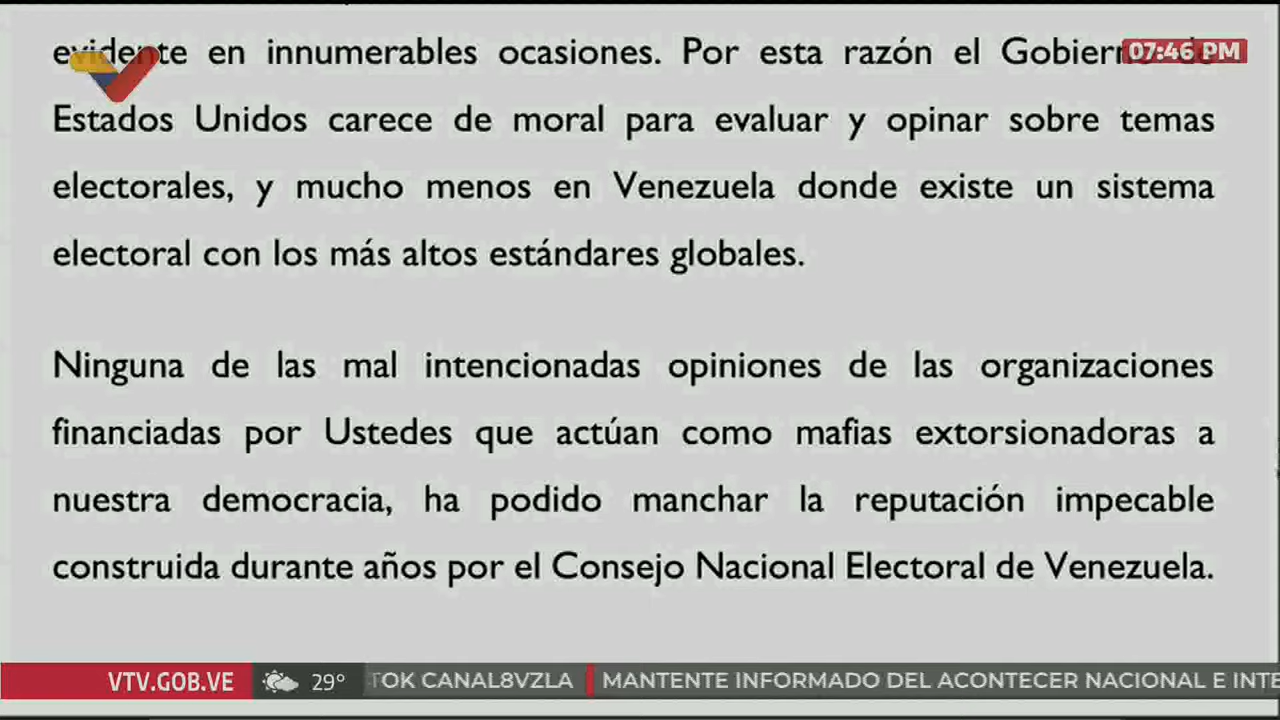 evidente en innumerables ocasiones. Por esta razón el Gobierno de
07:46 PM
Estados Unidos carece de moral para evaluar y opinar sobre temas
electorales, y mucho menos en Venezuela donde existe un sistema
electoral con los más altos estándares globales.
Ninguna de las mal intencionadas opiniones de las organizaciones
financiadas por Ustedes que actúan como mafias extorsionadoras a
nuestra democracia, ha podido manchar la reputación impecable
construida durante años por el Consejo Nacional Electoral de Venezuela.
VTV.GOB.VE 29° TOK CANAL8VZLA MANTENTE INFORMADO DEL ACONTECER NACIONAL E INTE